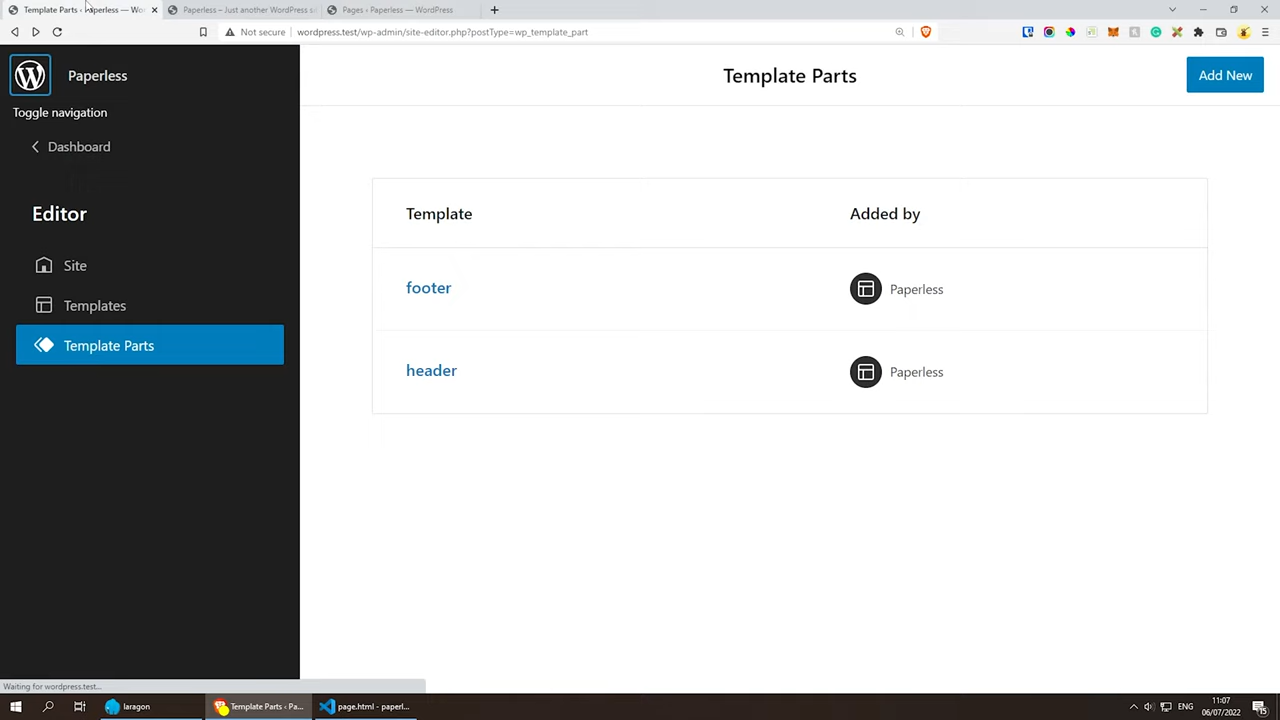 Template Parts ‹ Paperless — Wo
Paperless – Just another WordPress s
Pages ‹ Paperless — WordPress
Not secure
wordpress.test/wp-admin/site-editor.php?postType=wp_template_part
Paperless
Template Parts
Add New
Toggle navigation
Dashboard
Editor
Site
Templates
Template Parts
Template
Added by
footer
Paperless
header
Paperless
Waiting for wordpress.test...
laragon
Template Parts ‹ Pa...
page.html - paperl...
ENG
11:07
06/07/2022